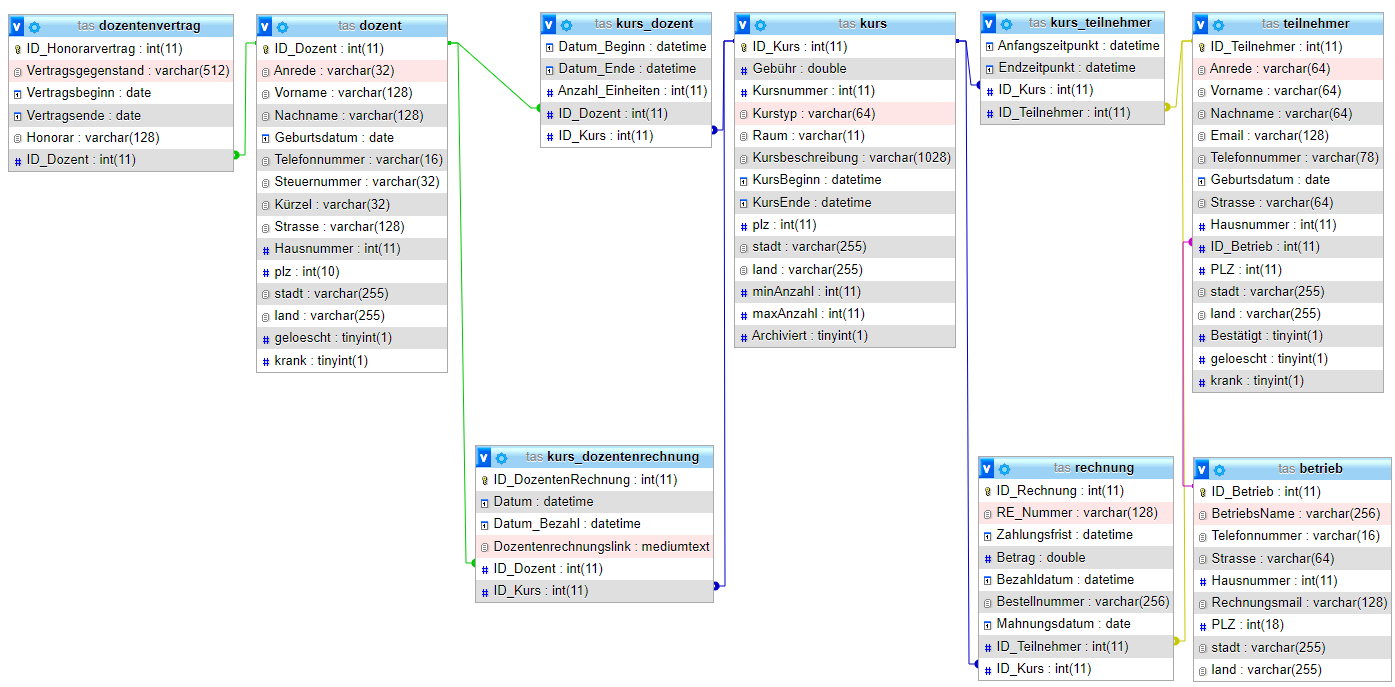 tas dozentenvertrag
ID_Honorarvertrag : int(11)
Vertragsgegenstand : varchar(512)
Vertragsbeginn : date
Vertragsende : date
Honorar : varchar(128)
# ID_Dozent : int(11)
tas dozent
ID_Dozent : int(11)
Anrede : varchar(32)
Vorname : varchar(128)
Nachname : varchar(128)
Geburtsdatum : date
Telefonnummer : varchar(16)
Steuernummer : varchar(32)
Kürzel : varchar(32)
Strasse : varchar(128)
# Hausnummer : int(11)
# plz : int(10)
stadt : varchar(255)
land : varchar(255)
# geloescht : tinyint(1)
# krank : tinyint(1)
tas kurs_dozent
Datum_Beginn : datetime
Datum_Ende : datetime
# Anzahl_Einheiten : int(11)
# ID_Dozent : int(11)
# ID_Kurs : int(11)
tas kurs
ID_Kurs : int(11)
# Gebühr : double
# Kursnummer : int(11)
Kurstyp : varchar(64)
Raum : varchar(11)
Kursbeschreibung : varchar(1028)
KursBeginn : datetime
KursEnde : datetime
# plz : int(11)
stadt : varchar(255)
land : varchar(255)
# minAnzahl : int(11)
# maxAnzahl : int(11)
# Archiviert : tinyint(1)
tas kurs_teilnehmer
Anfangszeitpunkt : datetime
Endzeitpunkt : datetime
# ID_Kurs : int(11)
# ID_Teilnehmer : int(11)
tas teilnehmer
ID_Teilnehmer : int(11)
Anrede : varchar(64)
Vorname : varchar(64)
Nachname : varchar(64)
Email : varchar(128)
Telefonnummer : varchar(78)
Geburtsdatum : date
Strasse : varchar(64)
# Hausnummer : int(11)
# ID_Betrieb : int(11)
# PLZ : int(11)
stadt : varchar(255)
land : varchar(255)
# Bestätigt : tinyint(1)
# geloescht : tinyint(1)
# krank : tinyint(1)
tas kurs_dozentenrechnung
ID_DozentenRechnung : int(11)
Datum : datetime
Datum_Bezahl : datetime
Dozentenrechnungslink : mediumtext
# ID_Dozent : int(11)
# ID_Kurs : int(11)
tas rechnung
ID_Rechnung : int(11)
RE_Nummer : varchar(128)
Zahlungsfrist : datetime
# Betrag : double
Bezahldatum : datetime
Bestellnummer : varchar(256)
Mahnungsdatum : date
# ID_Teilnehmer : int(11)
# ID_Kurs : int(11)
tas betrieb
ID_Betrieb : int(11)
BetriebsName : varchar(256)
Telefonnummer : varchar(16)
Strasse : varchar(64)
# Hausnummer : int(11)
Rechnungsmail : varchar(128)
# PLZ : int(18)
stadt : varchar(255)
land : varchar(255)